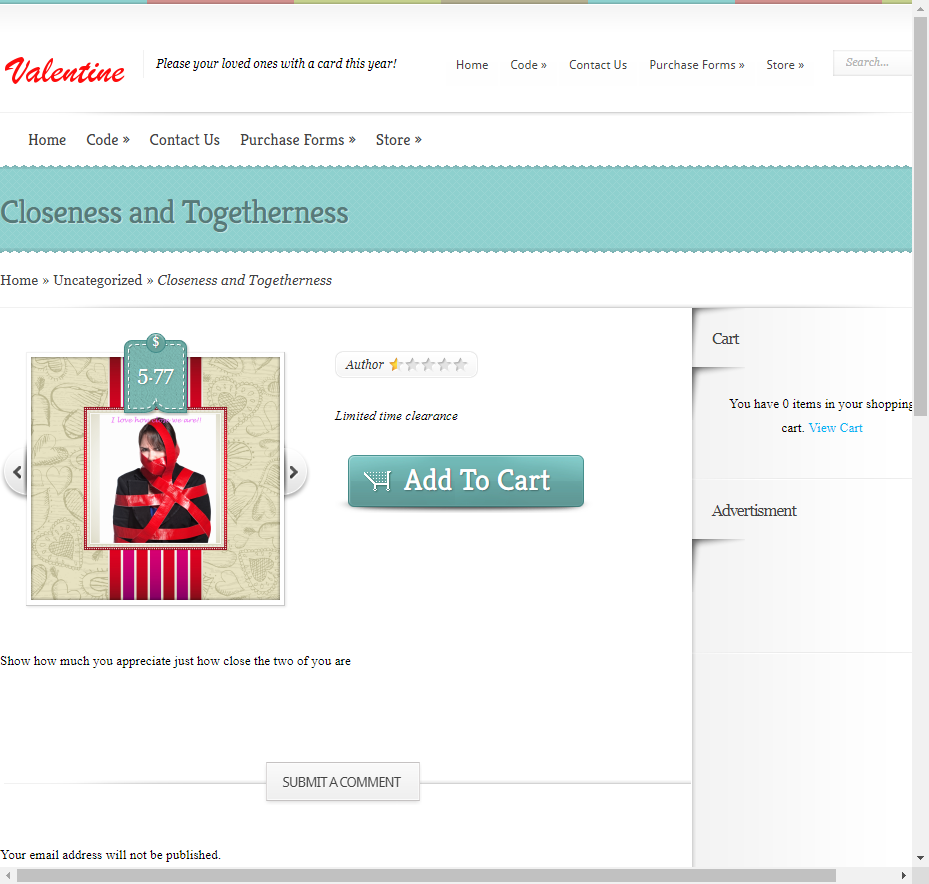 Valentine
Please your loved ones with a card this year!
Home Code » Contact Us Purchase Forms » Store »
Search...
Home Code » Contact Us Purchase Forms » Store »
Closeness and Togetherness
Home » Uncategorized » Closeness and Togetherness
$
5-77
I love how
we are!!
Author
Limited time clearance
Add To Cart
Show how much you appreciate just how close the two of you are
SUBMIT A COMMENT
Your email address will not be published.
Cart
You have 0 items in your shopping
cart. View Cart
Advertisment